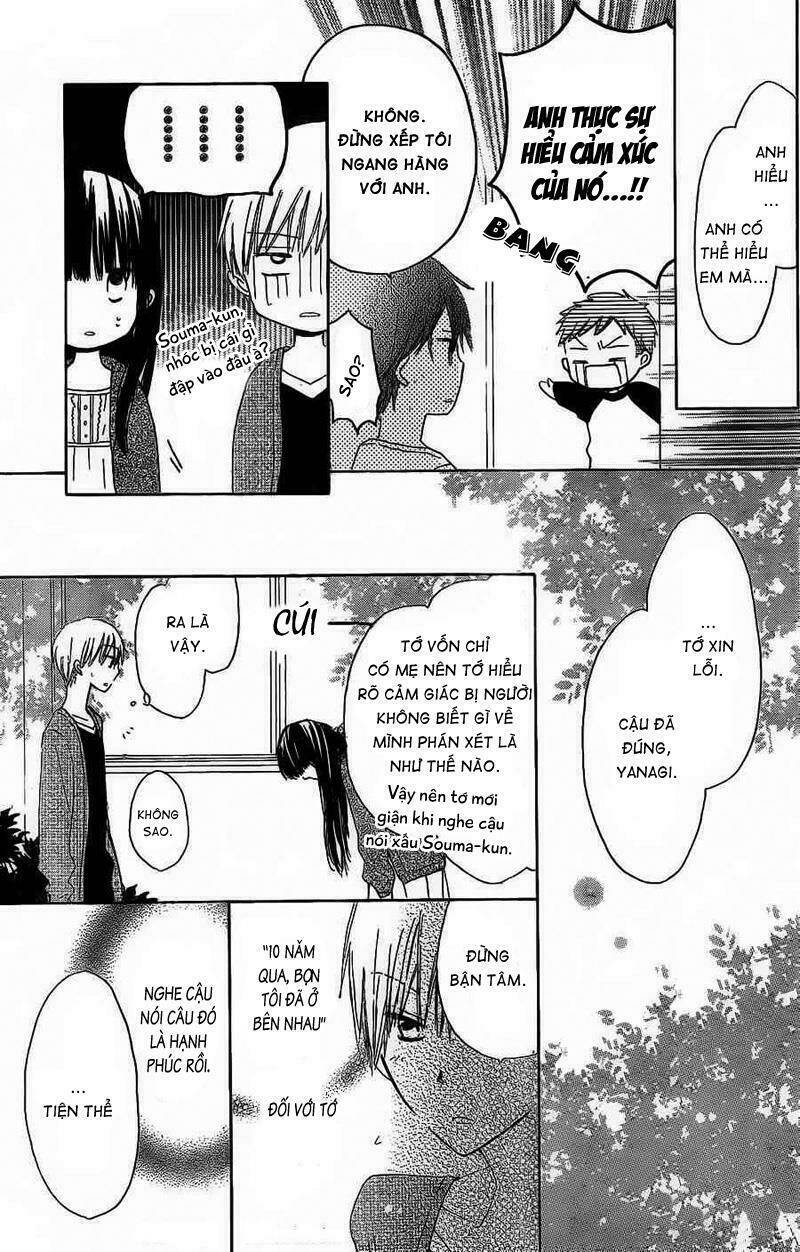 ANH
HIỂU
...
ANH CÓ
THỂ HIỂU
EM MÀ...
ANH THỰC SỰ
HIỂU CẢM XÚC
CỦA NÓ...!!
BẠNG
KHÔNG.
ĐỪNG XẾP TÔI
NGANG HÀNG
VỚI ANH.
SAO?
Souma-kun,
nhóc bị cái gì
đập vào đầu à?
...
TỚ XIN
LỖI.
CẬU ĐÃ
ĐÚNG,
YANAGI.
TỚ VỐN CHỈ
CÓ MẸ NÊN TỚ HIỂU
RÕ CẢM GIÁC BỊ NGƯỜI
KHÔNG BIẾT GÌ VỀ
MÌNH PHÁN XÉT LÀ
NHƯ THẾ NÀO.
Vậy nên tớ mới
giận khi nghe cậu
nói xấu Souma-kun.
CÚI
RA LÀ
VẬY.
KHÔNG
SAO.
ĐỪNG
BẬN TÂM.
"10 NĂM
QUA, BỌN
TÔI ĐÃ Ở
BÊN NHAU"
ĐỐI VỚI TỚ
NGHE CẬU
NÓI CÂU ĐÓ
LÀ HẠNH
PHÚC RỒI.
...
TIỆN THỂ